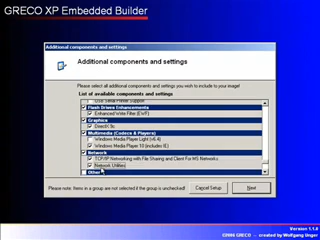 GRECO XP Embedded Builder
Additional components and settings
Additional components and settings
Please select all additional components and settings you wish to include to your image!
List of available components and settings
Use Serial Printer Support
Flash Drives Enhancements
Enhanced Write Filter (EWF)
Graphics
DirectX 9c
Multimedia (Codecs & Players)
Windows Media Player Light (v6.4)
Windows Media Player 10 (includes IE)
Network
TCP/IP Networking with File Sharing and Client For MS Networks
Network Utilities
Other
Please note: Items in a group are not selected if the group is unchecked!
Cancel Setup
Next
Version 1.1.0
©2006 GRECO -- created by Wolfgang Unger